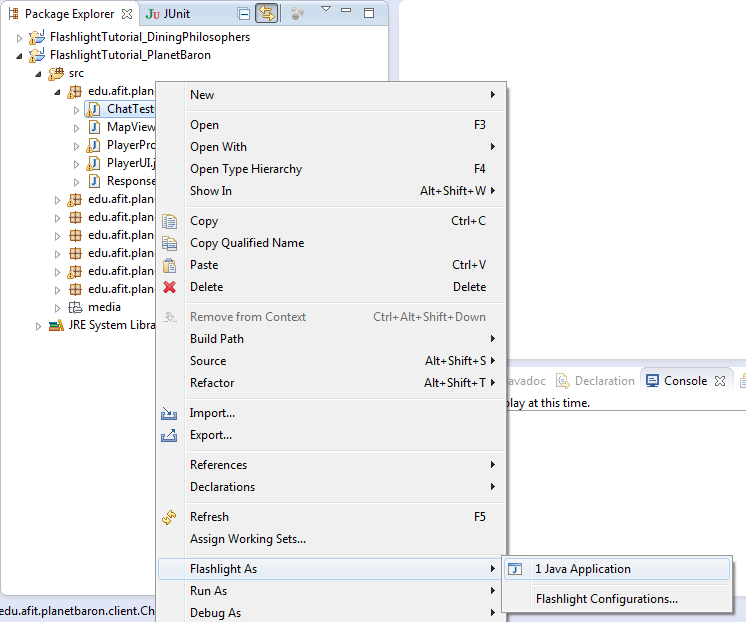 Package Explorer JUnit
FlashlightTutorial_DiningPhilosophers
FlashlightTutorial_PlanetBaron
src
edu.afit.plan
ChatTest
MapView
PlayerPro
PlayerUI.j
Response
edu.afit.plan
edu.afit.plan
edu.afit.plan
edu.afit.plan
edu.afit.plan
edu.afit.plan
media
JRE System Libra
New
Open F3
Open With
Open Type Hierarchy F4
Show In Alt+Shift+W
Copy Ctrl+C
Copy Qualified Name
Paste Ctrl+V
Delete Delete
Remove from Context Ctrl+Alt+Shift+Down
Build Path
Source Alt+Shift+S
Refactor Alt+Shift+T
Import...
Export...
References
Declarations
Refresh F5
Assign Working Sets...
Flashlight As
Run As
Debug As
1 Java Application
Flashlight Configurations...
avadoc Declaration Console
play at this time.
edu.afit.planetbaron.client.Ch